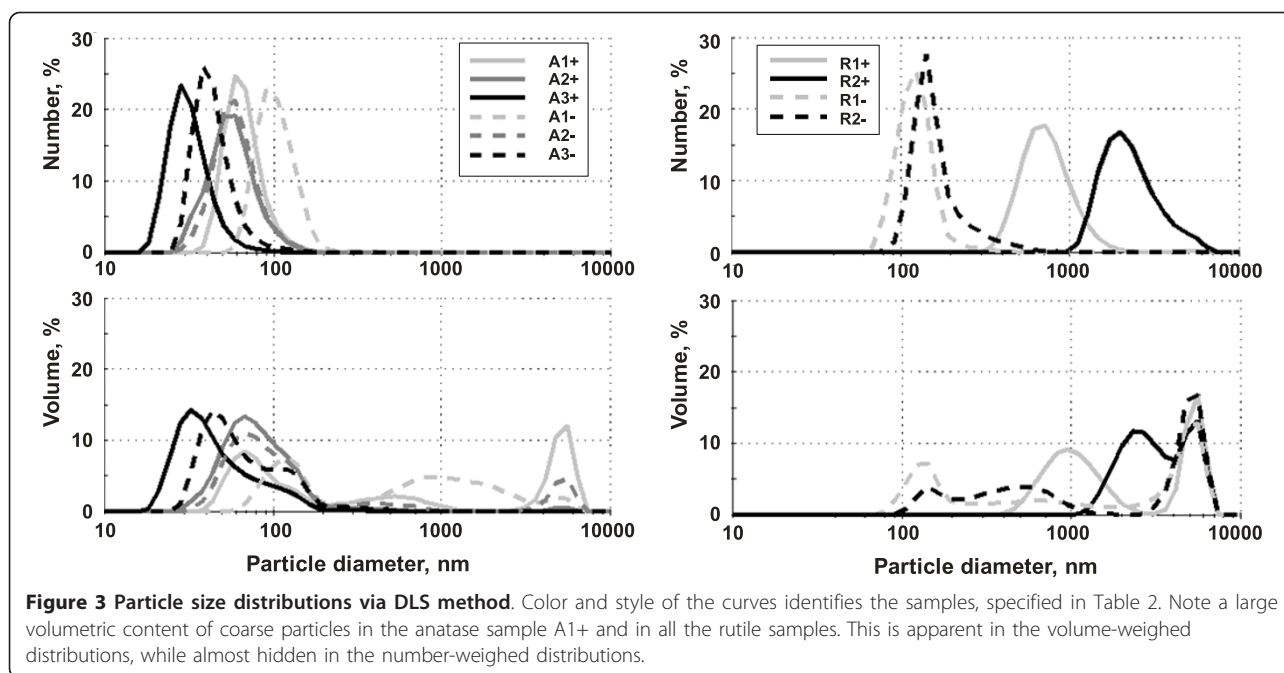 30
20
10
0
Number, %
10
100
1000
10000
A1+
A2+
A3+
A1-
A2-
A3-
30
20
10
0
Number, %
10
100
1000
10000
R1+
R2+
R1-
R2-
30
20
10
0
Volume, %
10
100
1000
10000
Particle diameter, nm
30
20
10
0
Volume, %
10
100
1000
10000
Particle diameter, nm
Figure 3 Particle size distributions via DLS method. Color and style of the curves identifies the samples, specified in Table 2. Note a large
volumetric content of coarse particles in the anatase sample A1+ and in all the rutile samples. This is apparent in the volume-weighed
distributions, while almost hidden in the number-weighed distributions.